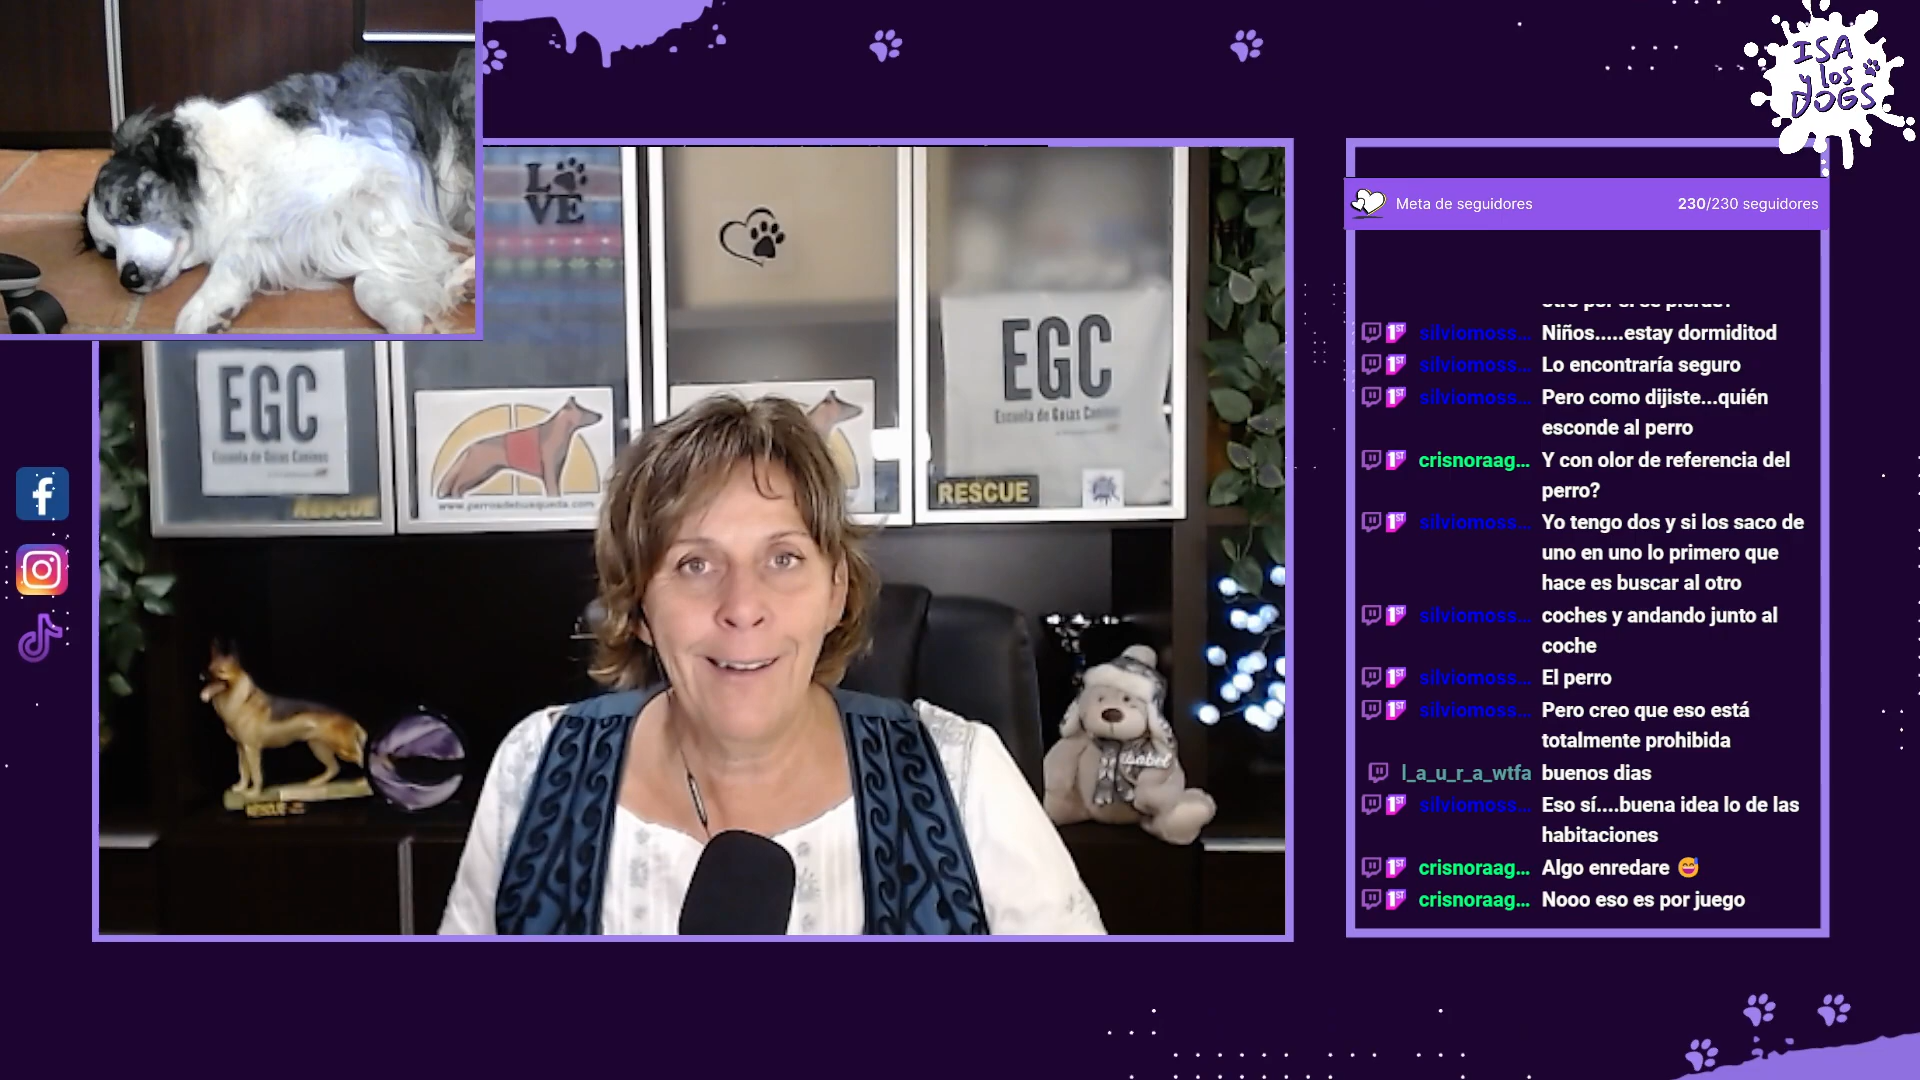 ISA
y los
DOGS
LOVE
Meta de seguidores 230/230 seguidores
EGC
Escuela de Guías Caninos
RESCUE
www.perrosdebusqueda.com
EGC
Escuela de Guías Caninos
RESCUE
RESCUE
Isabel
silviomoss... Niños.....estay dormiditod
silviomoss... Lo encontraría seguro
silviomoss... Pero como dijiste...quién
esconde al perro
crisnoraag... Y con olor de referencia del
perro?
silviomoss... Yo tengo dos y si los saco de
uno en uno lo primero que
hace es buscar al otro
silviomoss... coches y andando junto al
coche
silviomoss... El perro
silviomoss... Pero creo que eso está
totalmente prohibida
l_a_u_r_a_wtfa buenos dias
silviomoss... Eso sí....buena idea lo de las
habitaciones
crisnoraag... Algo enredare 😅
crisnoraag... Nooo eso es por juego